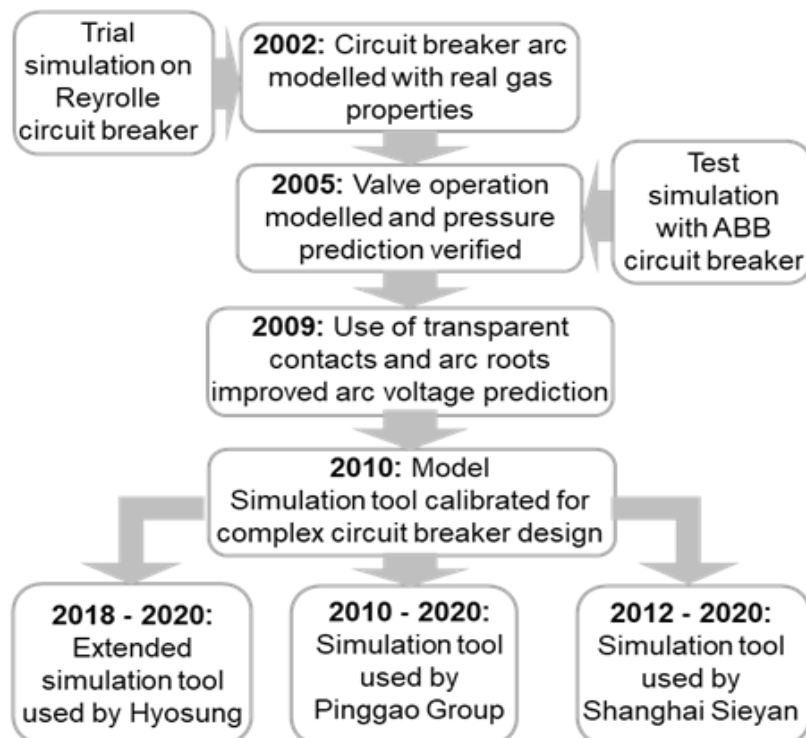 Trial
simulation on
Reyrolle
circuit breaker
2002: Circuit breaker arc
modelled with real gas
properties
2005: Valve operation
modelled and pressure
prediction verified
Test
simulation
with ABB
circuit breaker
2009: Use of transparent
contacts and arc roots
improved arc voltage prediction
2010: Model
Simulation tool calibrated for
complex circuit breaker design
2018 - 2020:
Extended
simulation tool
used by Hyosung
2010 - 2020:
Simulation tool
used by
Pinggao Group
2012 - 2020:
Simulation tool
used by
Shanghai Sieyan